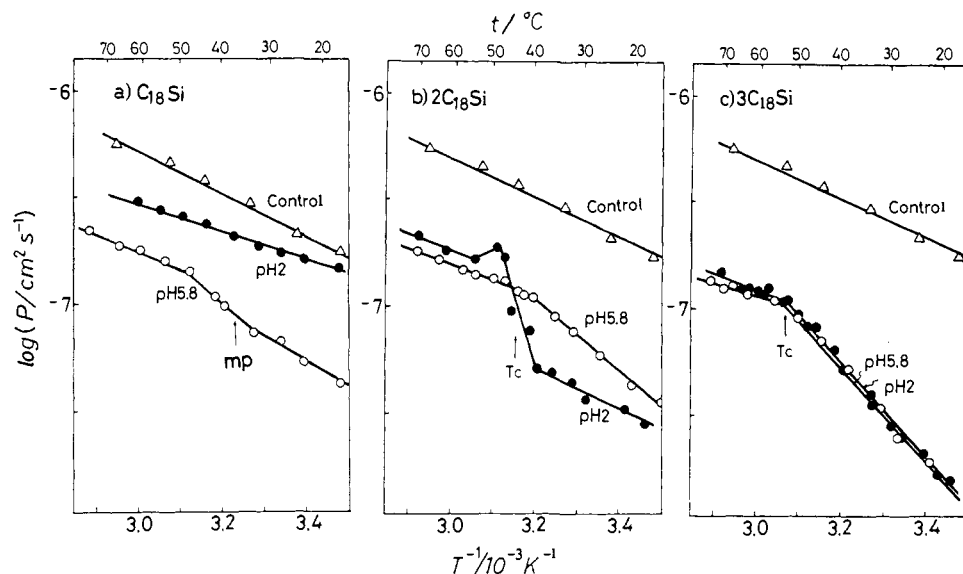 t / °C
70 60 50 40 30 20
70 60 50 40 30 20
70 60 50 40 30 20
a) C₁₈Si
b) 2C₁₈Si
c) 3C₁₈Si
-6
-6
-6
Control
Control
Control
pH2
pH5.8
mp
pH5.8
Tc
pH2
Tc
pH5.8
pH2
-7
-7
-7
log(P/cm² s⁻¹)
3.0 3.2 3.4
3.0 3.2 3.4
3.0 3.2 3.4
T⁻¹/10⁻³ K⁻¹